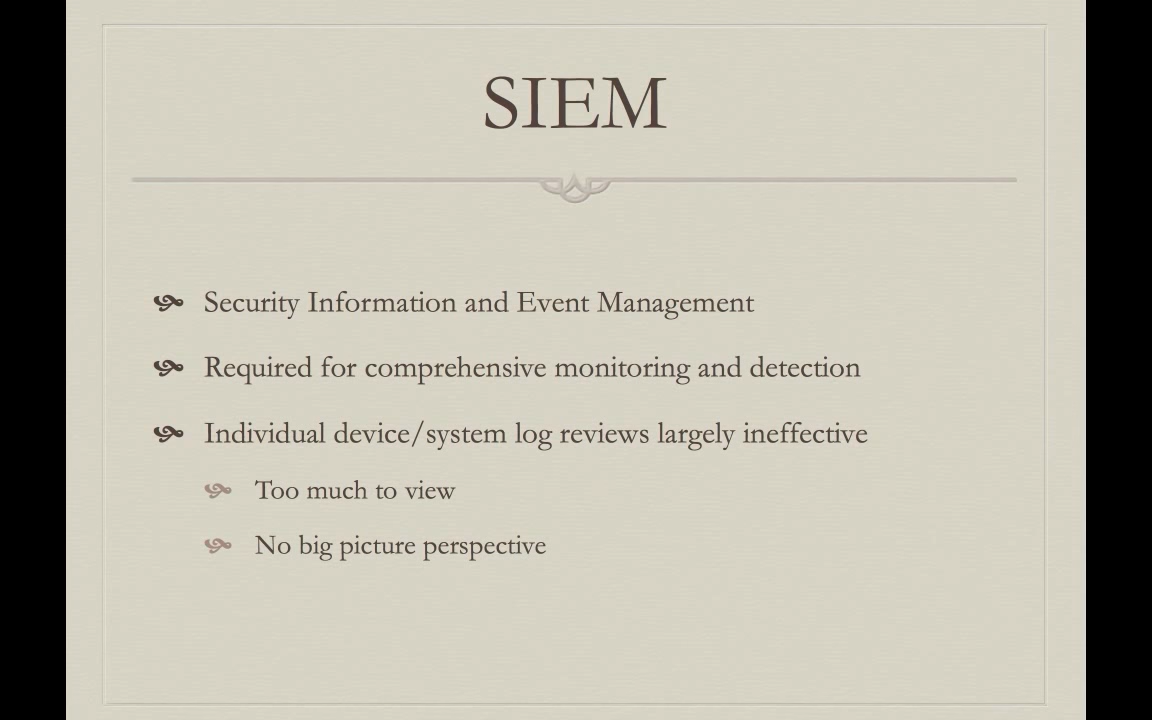 SIEM
Security Information and Event Management
Required for comprehensive monitoring and detection
Individual device/system log reviews largely ineffective
Too much to view
No big picture perspective